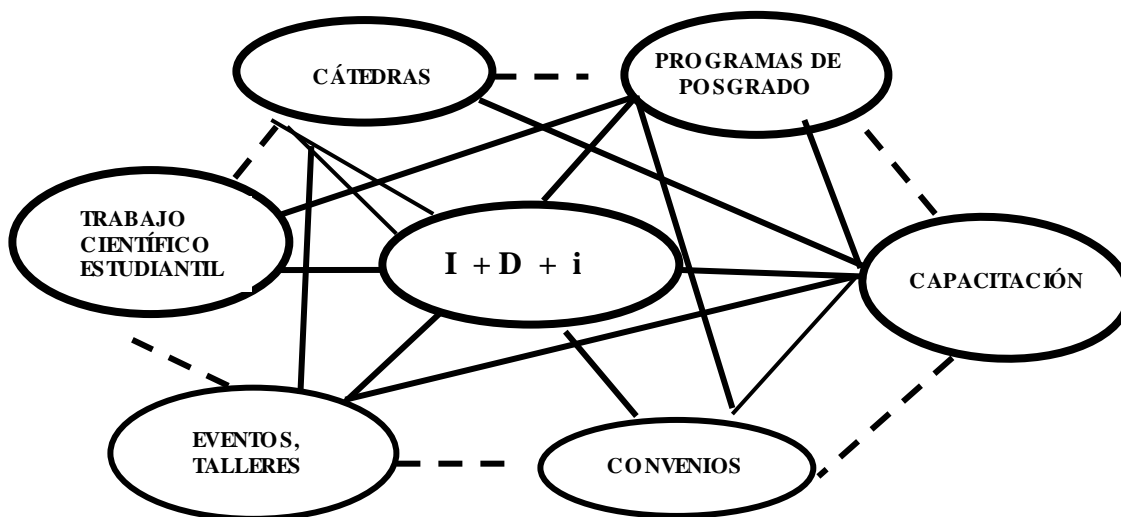 CÁTEDRAS
PROGRAMAS DE
POSGRADO
TRABAJO
CIENTÍFICO
ESTUDIANTIL
I + D + i
CAPACITACIÓN
EVENTOS,
TALLERES
CONVENIOS